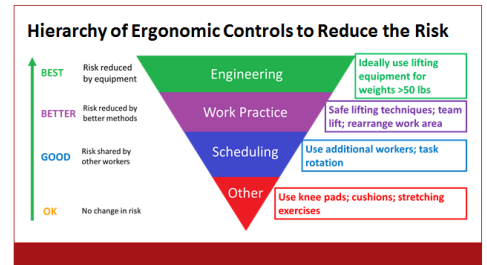 Hierarchy of Ergonomic Controls to Reduce the Risk
BEST
Risk reduced
by equipment
Engineering
Ideally use lifting
equipment for
weights >50 lbs
BETTER
Risk reduced by
better methods
Work Practice
Safe lifting techniques; team
lift; rearrange work area
GOOD
Risk shared by
other workers
Scheduling
Use additional workers; task
rotation
OK
No change in risk
Other
Use knee pads; cushions; stretching
exercises